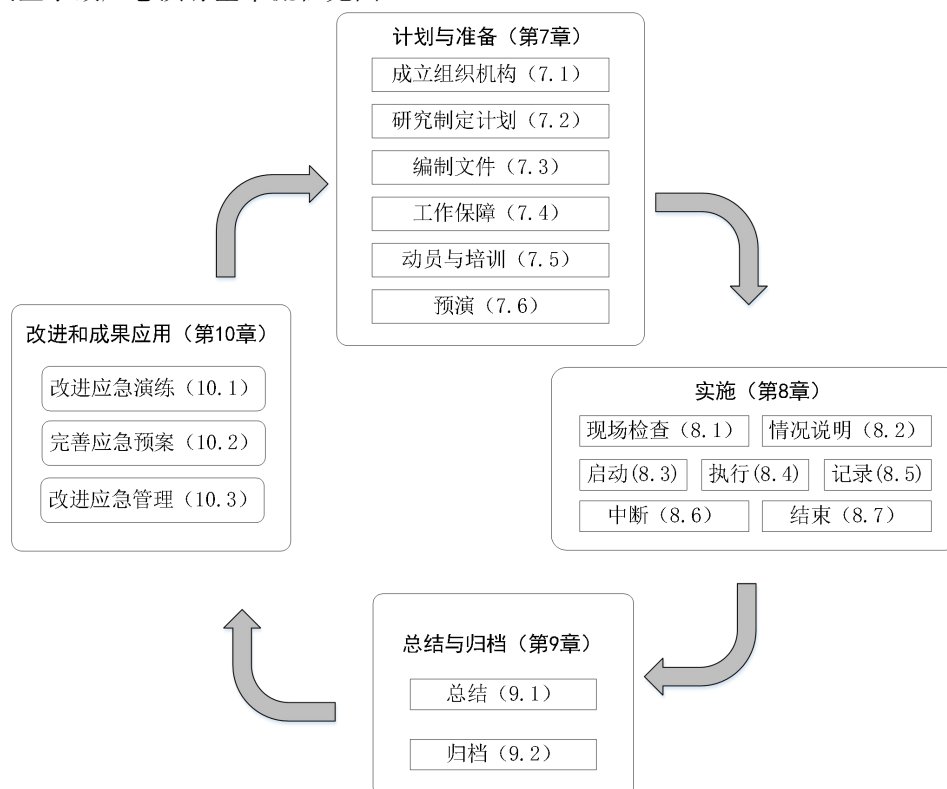 计划与准备（第7章）
成立组织机构（7.1）
研究制定计划（7.2）
编制文件（7.3）
工作保障（7.4）
动员与培训（7.5）
预演（7.6）
实施（第8章）
现场检查（8.1） 情况说明（8.2）
启动(8.3) 执行(8.4) 记录(8.5)
中断（8.6） 结束（8.7）
总结与归档（第9章）
总结（9.1）
归档（9.2）
改进和成果应用（第10章）
改进应急演练（10.1）
完善应急预案（10.2）
改进应急管理（10.3）